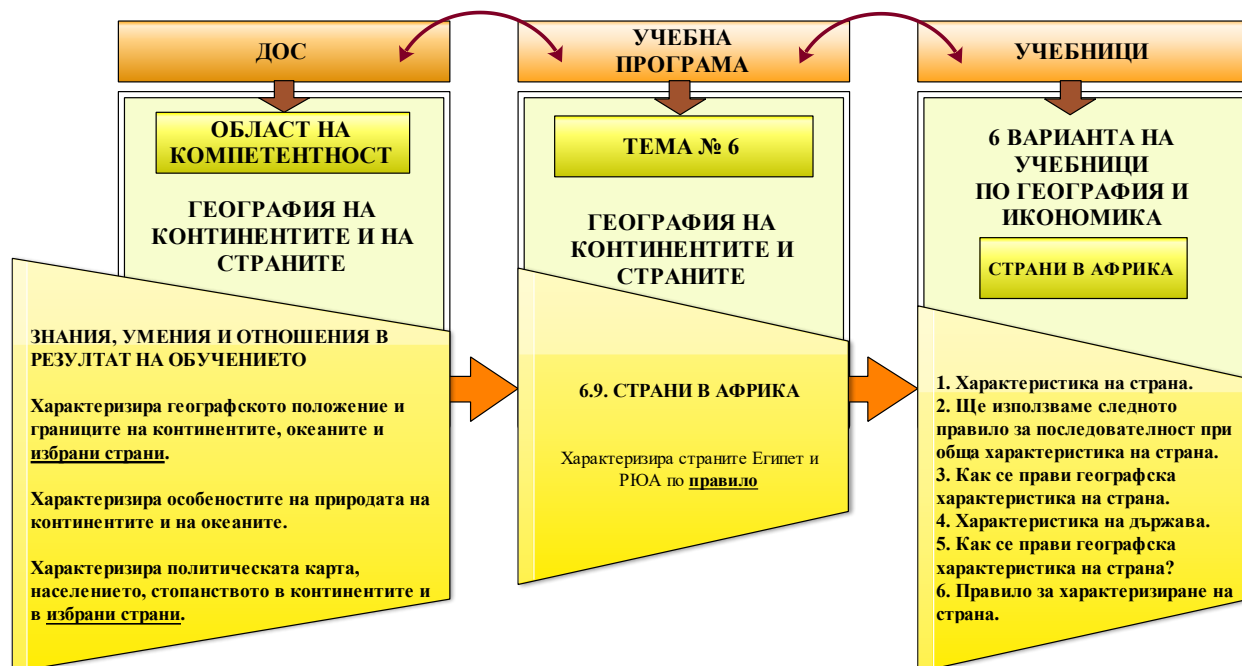 ДОС
ОБЛАСТ НА
КОМПЕТЕНТНОСТ
ГЕОГРАФИЯ НА
КОНТИНЕНТИТЕ И НА
СТРАНИТЕ
ЗНАНИЯ, УМЕНИЯ И ОТНОШЕНИЯ В
РЕЗУЛТАТ НА ОБУЧЕНИЕТО
Характеризира географското положение и
границите на континентите, океаните и
избрани страни.
Характеризира особеностите на природата на
континентите и на океаните.
Характеризира политическата карта,
населението, стопанството в континентите и
в избрани страни.
УЧЕБНА
ПРОГРАМА
ТЕМА № 6
ГЕОГРАФИЯ НА
КОНТИНЕНТИТЕ И
СТРАНИТЕ
6.9. СТРАНИ В АФРИКА
Характеризира страните Египет и
РЮА по правило
УЧЕБНИЦИ
6 ВАРИАНТА НА
УЧЕБНИЦИ
ПО ГЕОГРАФИЯ И
ИКОНОМИКА
СТРАНИ В АФРИКА
1. Характеристика на страна.
2. Ще използваме следното
правило за последователност при
обща характеристика на страна.
3. Как се прави географска
характеристика на страна.
4. Характеристика на държава.
5. Как се прави географска
характеристика на страна?
6. Правило за характеризиране на
страна.